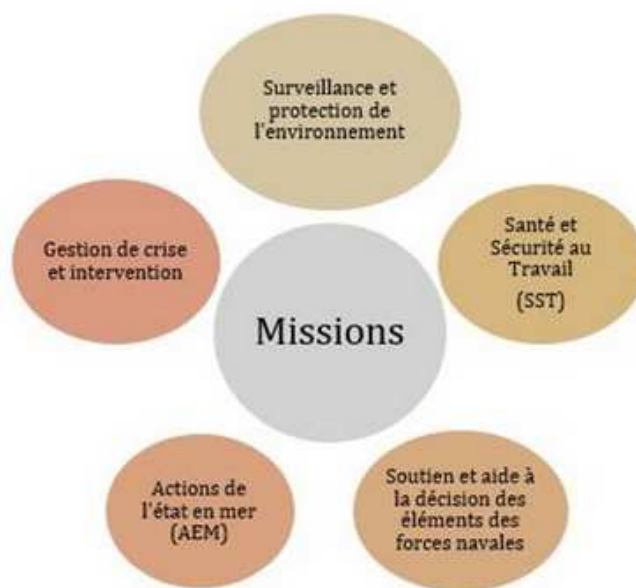 Surveillance et
protection de
l'environnement
Gestion de crise
et intervention
Santé et
Sécurité au
Travail
(SST)
Missions
Actions de
l'état en mer
(AEM)
Soutien et aide à
la décision des
éléments des
forces navales